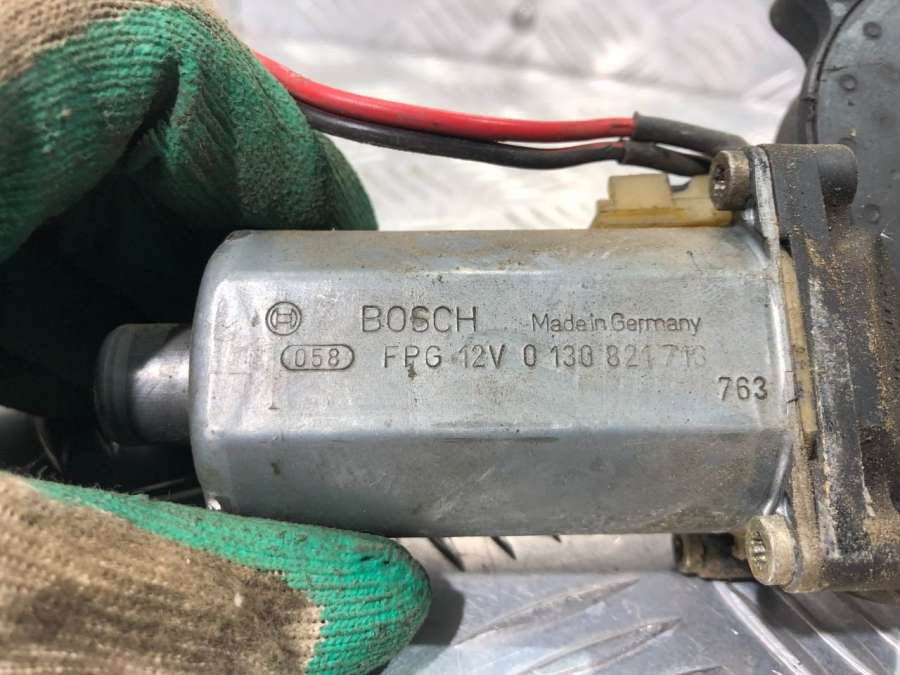 BOSCH Made in Germany
058 FPG 12V 0 130 821 713
763